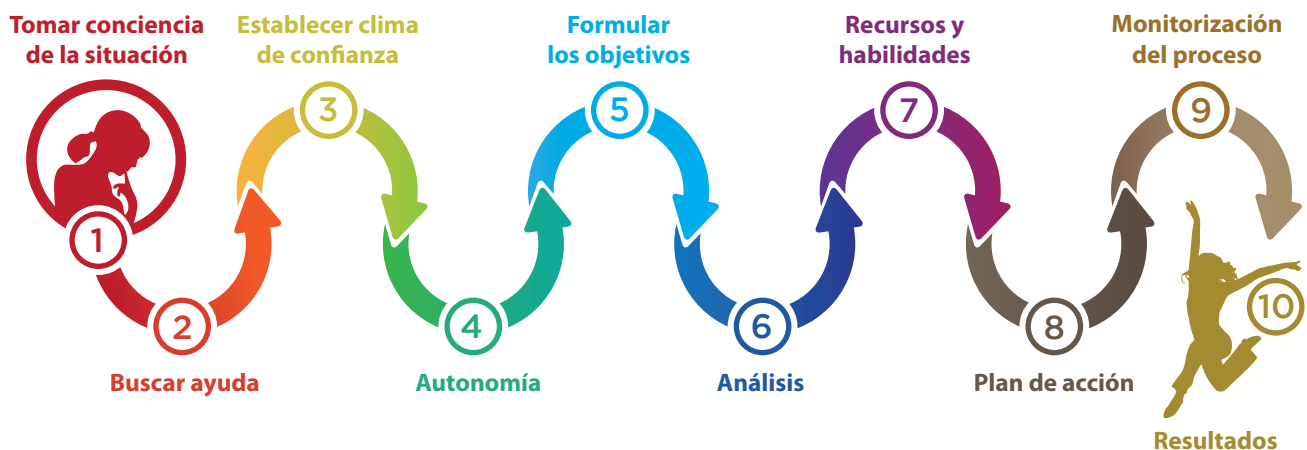 Tomar conciencia
de la situación
1
2
Buscar ayuda
Establecer clima
de confianza
3
4
Autonomía
Formular
los objetivos
5
6
Análisis
Recursos y
habilidades
7
8
Plan de acción
Monitorización
del proceso
9
10
Resultados